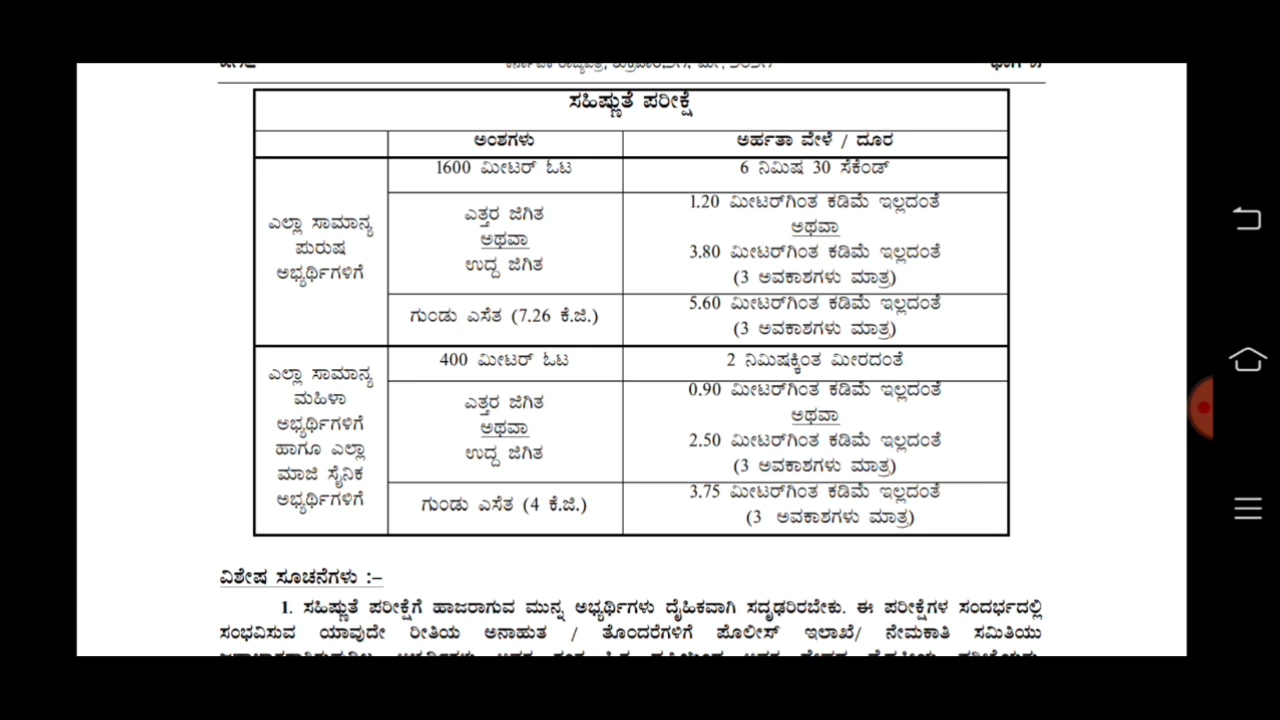 ಸಹಿಷ್ಣುತೆ ಪರೀಕ್ಷೆ
ಅಂಶಗಳು ಅರ್ಹತಾ ವೇಳೆ / ದೂರ
ಎಲ್ಲಾ ಸಾಮಾನ್ಯ
ಪುರುಷ
ಅಭ್ಯರ್ಥಿಗಳಿಗೆ
1600 ಮೀಟರ್ ಓಟ
6 ನಿಮಿಷ 30 ಸೆಕೆಂಡ್
ಎತ್ತರ ಜಿಗಿತ
ಅಥವಾ
ಉದ್ದ ಜಿಗಿತ
1.20 ಮೀಟರ್‌ಗಿಂತ ಕಡಿಮೆ ಇಲ್ಲದಂತೆ
ಅಥವಾ
3.80 ಮೀಟರ್‌ಗಿಂತ ಕಡಿಮೆ ಇಲ್ಲದಂತೆ
(3 ಅವಕಾಶಗಳು ಮಾತ್ರ)
ಗುಂಡು ಎಸೆತ (7.26 ಕೆ.ಜಿ.)
5.60 ಮೀಟರ್‌ಗಿಂತ ಕಡಿಮೆ ಇಲ್ಲದಂತೆ
(3 ಅವಕಾಶಗಳು ಮಾತ್ರ)
ಎಲ್ಲಾ ಸಾಮಾನ್ಯ
ಮಹಿಳಾ
ಅಭ್ಯರ್ಥಿಗಳಿಗೆ
ಹಾಗೂ ಎಲ್ಲಾ
ಮಾಜಿ ಸೈನಿಕ
ಅಭ್ಯರ್ಥಿಗಳಿಗೆ
400 ಮೀಟರ್ ಓಟ
2 ನಿಮಿಷಕ್ಕಿಂತ ಮೀರದಂತೆ
ಎತ್ತರ ಜಿಗಿತ
ಅಥವಾ
ಉದ್ದ ಜಿಗಿತ
0.90 ಮೀಟರ್‌ಗಿಂತ ಕಡಿಮೆ ಇಲ್ಲದಂತೆ
ಅಥವಾ
2.50 ಮೀಟರ್‌ಗಿಂತ ಕಡಿಮೆ ಇಲ್ಲದಂತೆ
(3 ಅವಕಾಶಗಳು ಮಾತ್ರ)
ಗುಂಡು ಎಸೆತ (4 ಕೆ.ಜಿ.)
3.75 ಮೀಟರ್‌ಗಿಂತ ಕಡಿಮೆ ಇಲ್ಲದಂತೆ
(3 ಅವಕಾಶಗಳು ಮಾತ್ರ)
ವಿಶೇಷ ಸೂಚನೆಗಳು :–
1. ಸಹಿಷ್ಣುತೆ ಪರೀಕ್ಷೆಗೆ ಹಾಜರಾಗುವ ಮುನ್ನ ಅಭ್ಯರ್ಥಿಗಳು ದೈಹಿಕವಾಗಿ ಸದೃಢರಿರಬೇಕು. ಈ ಪರೀಕ್ಷೆಗಳ ಸಂದರ್ಭದಲ್ಲಿ
ಸಂಭವಿಸುವ ಯಾವುದೇ ರೀತಿಯ ಅನಾಹುತ / ತೊಂದರೆಗಳಿಗೆ ಪೊಲೀಸ್ ಇಲಾಖೆ/ ನೇಮಕಾತಿ ಸಮಿತಿಯು